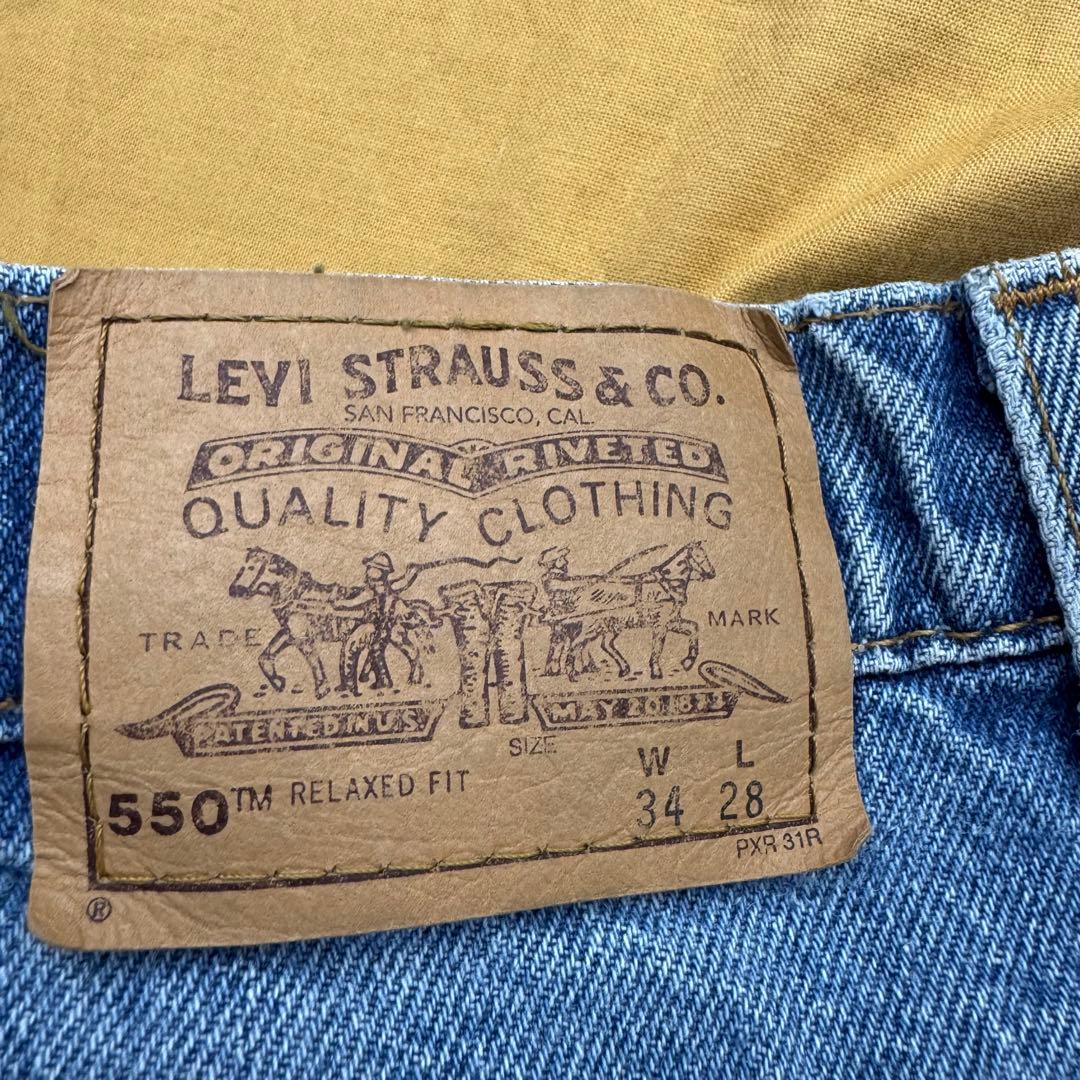 LEVI STRAUSS & CO.
SAN FRANCISCO, CAL.
ORIGINAL RIVETED
QUALITY CLOTHING
TRADE MARK
PATENTED IN U.S. MAY 20 1873
SIZE W L
550™ RELAXED FIT 34 28
PXR 31R
®